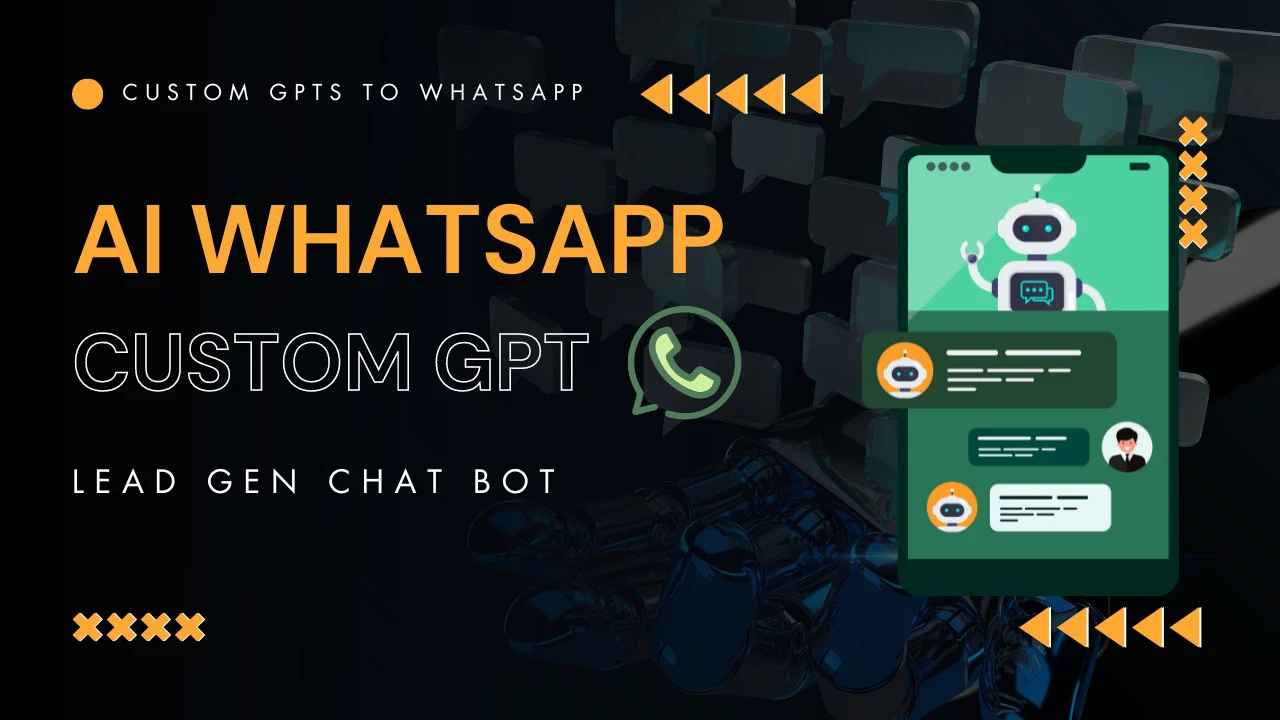 CUSTOM GPTS TO WHATSAPP
AI WHATSAPP
CUSTOM GPT
LEAD GEN CHAT BOT